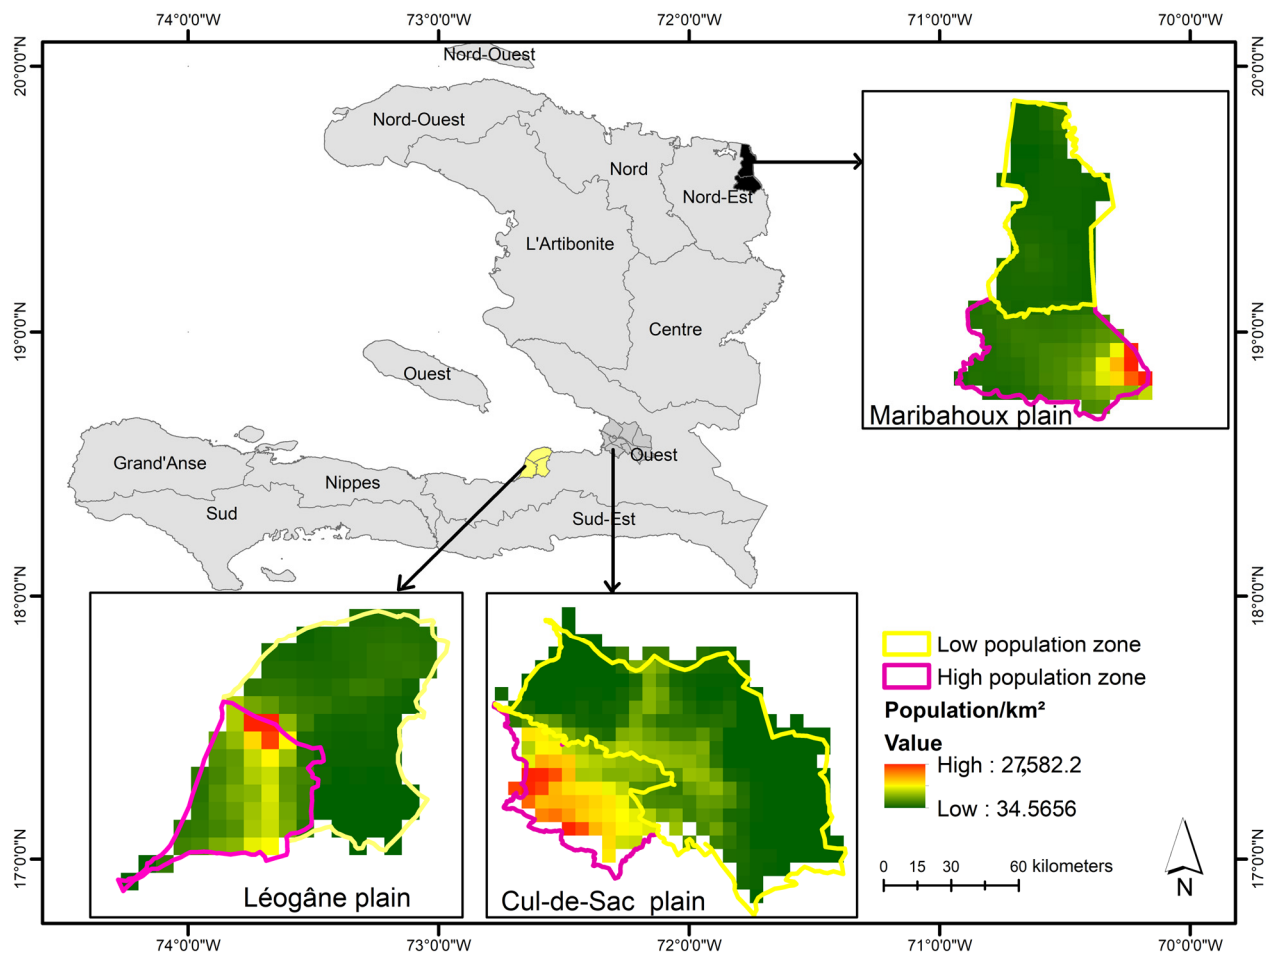 74°0'0"W
73°0'0"W
72°0'0"W
71°0'0"W
70°0'0"W
20°0'0"N
20°0'0"N
Nord-Ouest
Nord-Ouest
Nord
Nord-Est
L'Artibonite
19°0'0"N
19°0'0"N
Centre
Ouest
Maribahoux plain
Grand'Anse
Ouest
Nippes
Sud
Sud-Est
18°0'0"N
18°0'0"N
Low population zone
High population zone
Population/km²
Value
High : 27,582.2
Low : 34.5656
0 15 30 60 kilometers
17°0'0"N
17°0'0"N
N
Léogâne plain
Cul-de-Sac plain
74°0'0"W
73°0'0"W
72°0'0"W
71°0'0"W
70°0'0"W